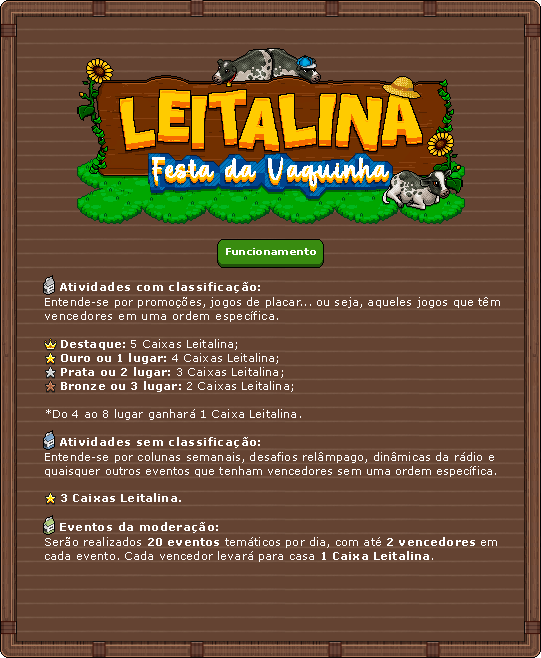 LEITALINA
Festa da Vaquinha
Funcionamento
Atividades com classificação:
Entende-se por promoções, jogos de placar... ou seja, aqueles jogos que têm
vencedores em uma ordem específica.
Destaque: 5 Caixas Leitalina;
Ouro ou 1 lugar: 4 Caixas Leitalina;
Prata ou 2 lugar: 3 Caixas Leitalina;
Bronze ou 3 lugar: 2 Caixas Leitalina;
*Do 4 ao 8 lugar ganhará 1 Caixa Leitalina.
Atividades sem classificação:
Entende-se por colunas semanais, desafios relâmpago, dinâmicas da rádio e
quaisquer outros eventos que tenham vencedores sem uma ordem específica.
3 Caixas Leitalina.
Eventos da moderação:
Serão realizados 20 eventos temáticos por dia, com até 2 vencedores em
cada evento. Cada vencedor levará para casa 1 Caixa Leitalina.